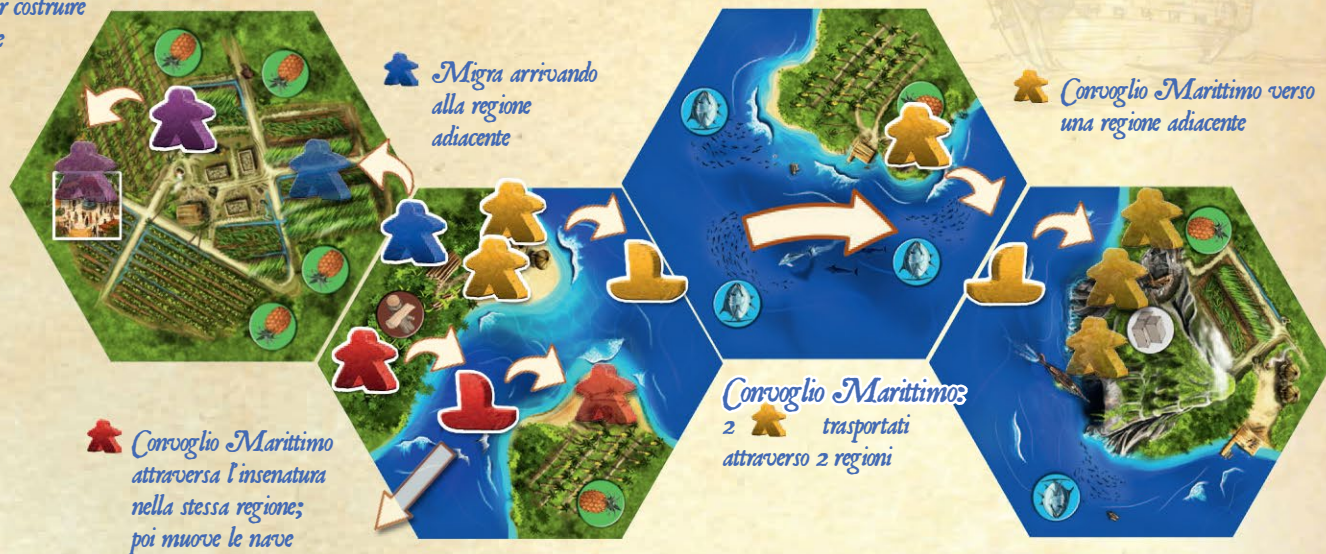 r costruire
e
Migra arrivando
alla regione
adiacente
Convoglio Marittimo verso
una regione adiacente
Convoglio Marittimo
attraversa l'insenatura
nella stessa regione;
poi muove le nave
Convoglio Marittimo:
2 trasportati
attraverso 2 regioni